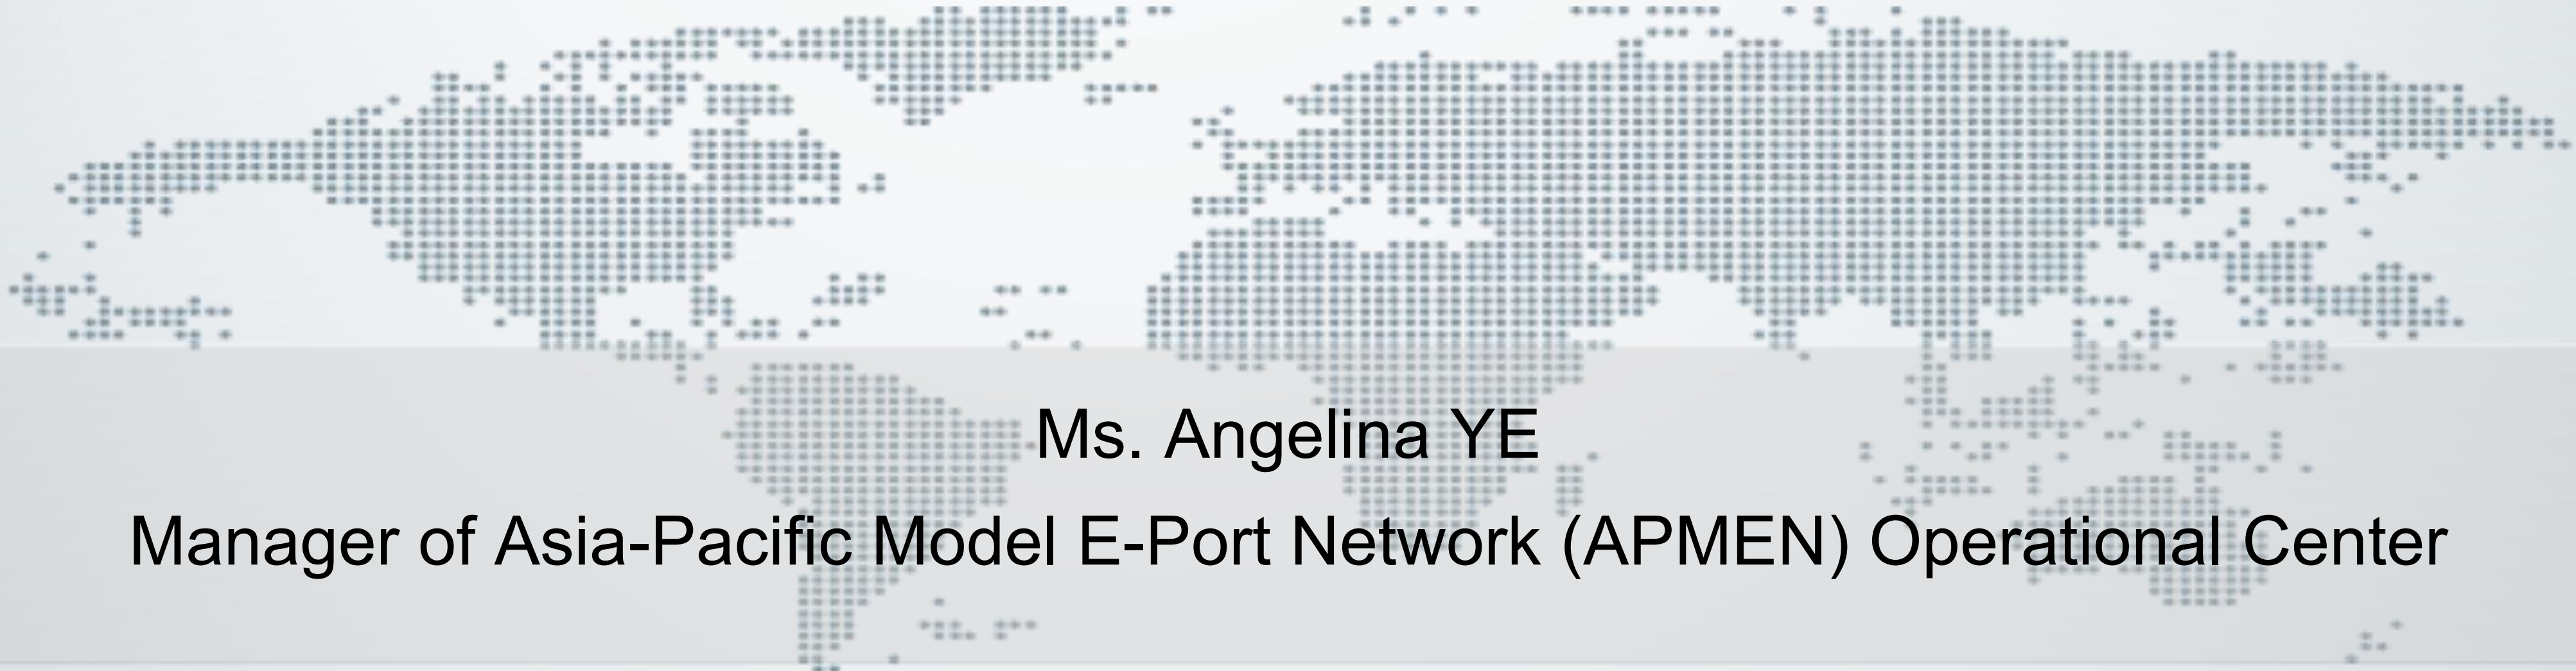 Ms. Angelina YE
Manager of Asia-Pacific Model E-Port Network (APMEN) Operational Center